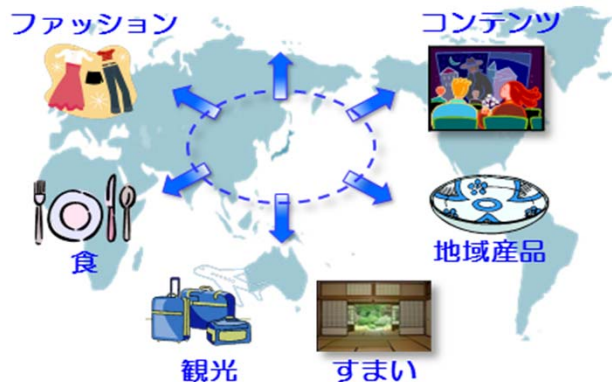 ファッション
コンテンツ
食
地域産品
観光
すまい